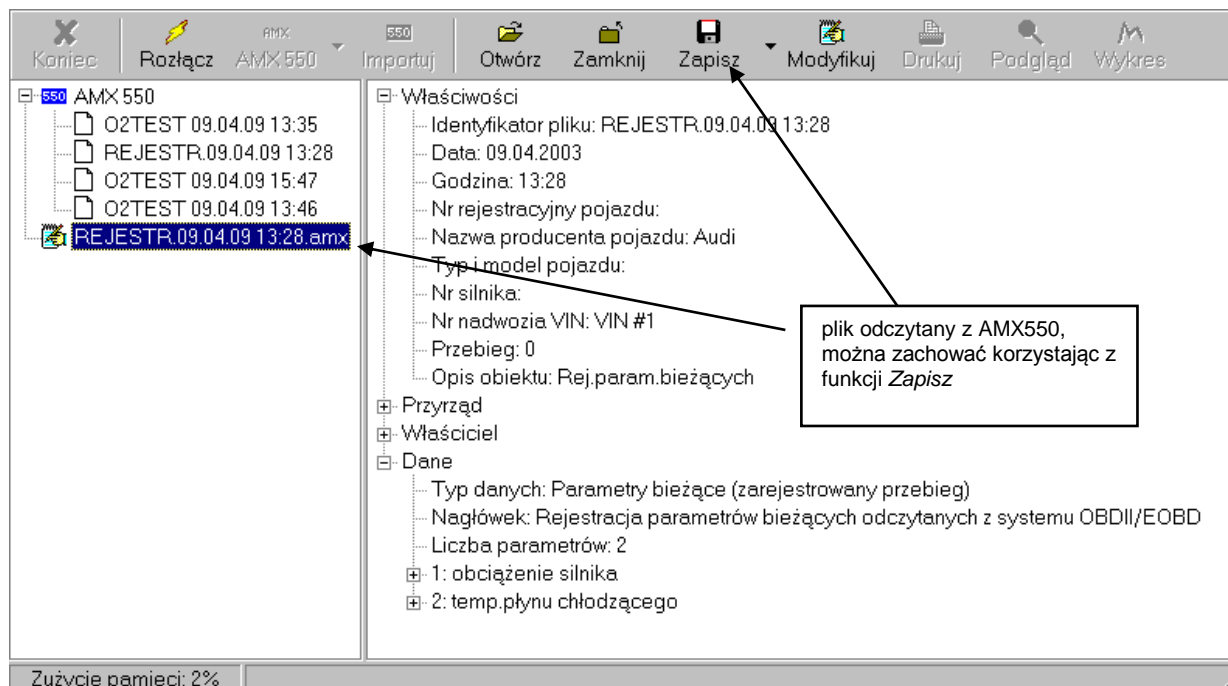 Koniec Rozłącz AMX AMX 550 550 Importuj Otwórz Zamknij Zapisz Modyfikuj Drukuj Podgląd Wykres
550 AMX 550
O2TEST 09.04.09 13:35
REJESTR.09.04.09 13:28
O2TEST 09.04.09 15:47
O2TEST 09.04.09 13:46
REJESTR.09.04.09 13:28.amx
Właściwości
Identyfikator pliku: REJESTR.09.04.09 13:28
Data: 09.04.2003
Godzina: 13:28
Nr rejestracyjny pojazdu:
Nazwa producenta pojazdu: Audi
Typ i model pojazdu:
Nr silnika:
Nr nadwozia VIN: VIN #1
Przebieg: 0
Opis obiektu: Rej.param.bieżących
Przyrząd
Właściciel
Dane
Typ danych: Parametry bieżące (zarejestrowany przebieg)
Nagłówek: Rejestracja parametrów bieżących odczytanych z systemu OBDII/EOBD
Liczba parametrów: 2
1: obciążenie silnika
2: temp.płynu chłodzącego
plik odczytany z AMX550,
można zachować korzystając z
funkcji Zapisz
Zużycie pamięci: 2%